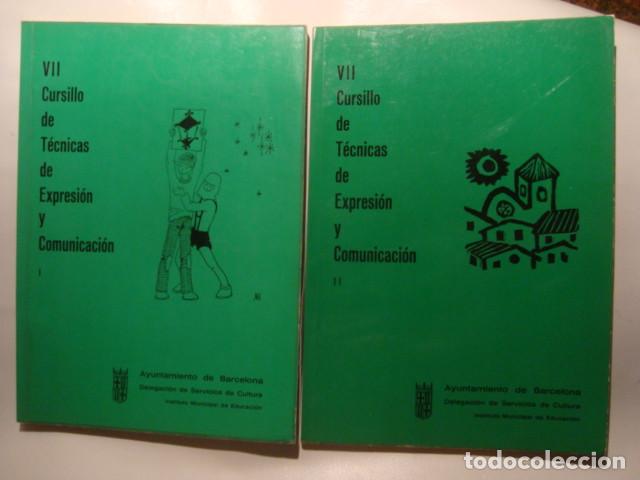 VII
Cursillo
de
Técnicas
de
Expresión
y
Comunicación
I
Ayuntamiento de Barcelona
Delegación de Servicios de Cultura
Instituto Municipal de Educación
VII
Cursillo
de
Técnicas
de
Expresión
y
Comunicación
II
Ayuntamiento de Barcelona
Delegación de Servicios de Cultura
Instituto Municipal de Educación
todocoleccion.net